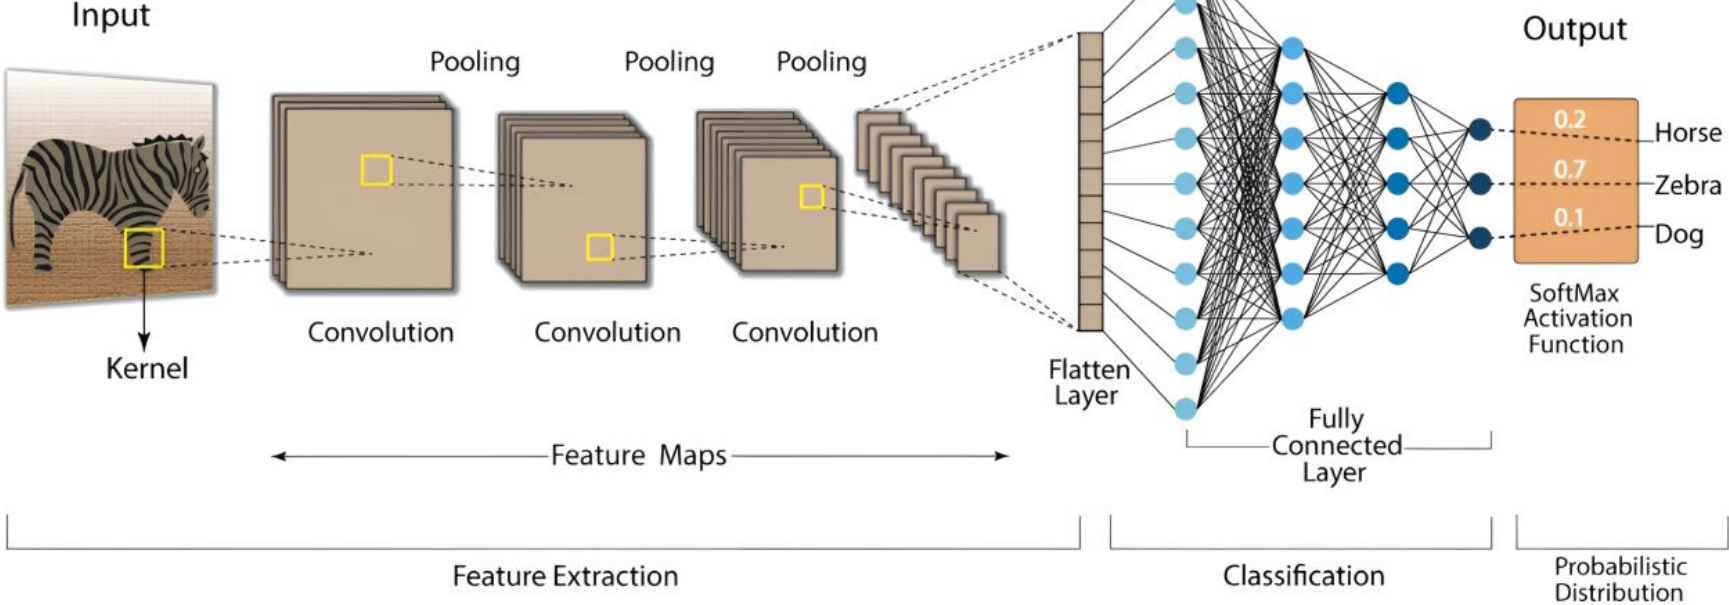 Input
Output
Pooling
Pooling
Pooling
0.2
Horse
0.7
Zebra
0.1
Dog
Convolution
Convolution
Convolution
SoftMax
Activation
Function
Kernel
Flatten
Layer
Fully
Connected
Layer
Feature Maps
Feature Extraction
Classification
Probabilistic
Distribution